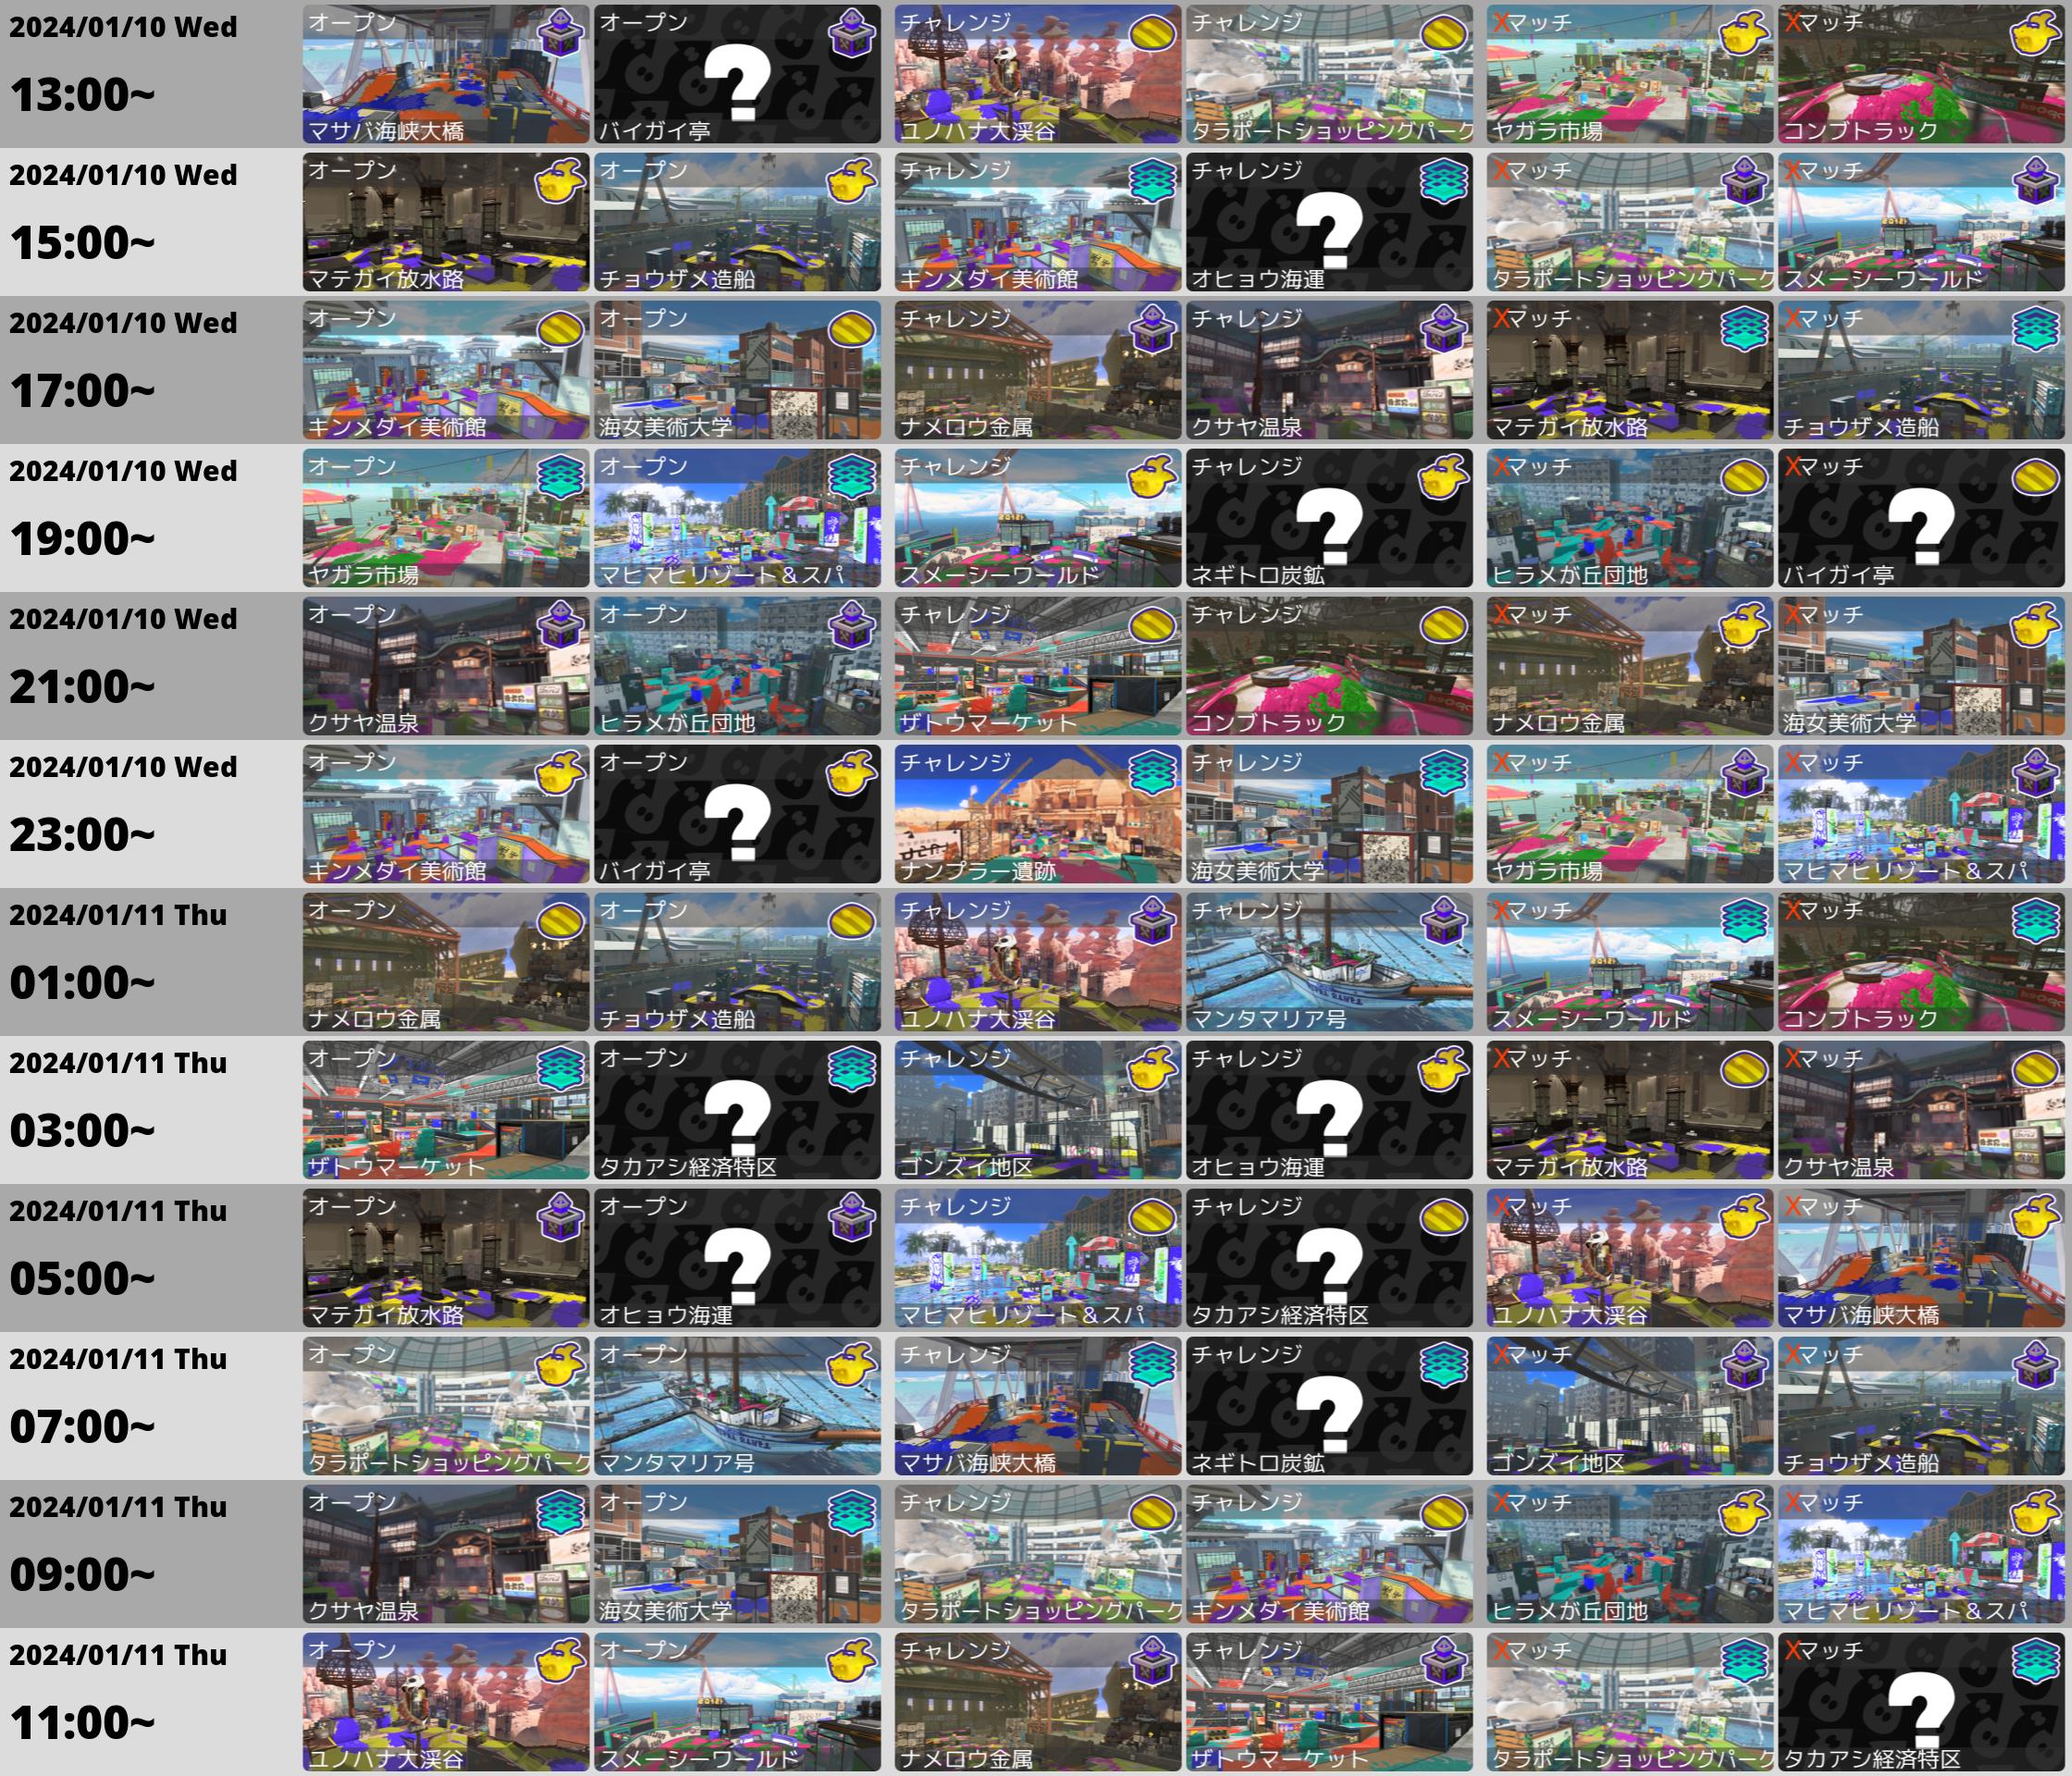 2024/01/10 Wed
13:00~
オープン
マサバ海峡大橋
オープン
バイガイ亭
チャレンジ
ユノハナ大渓谷
チャレンジ
タラポートショッピングパーク
Xマッチ
ヤガラ市場
Xマッチ
コンブトラック
2024/01/10 Wed
15:00~
オープン
マテガイ放水路
オープン
チョウザメ造船
チャレンジ
キンメダイ美術館
チャレンジ
オヒョウ海運
Xマッチ
タラポートショッピングパーク
Xマッチ
スメーシーワールド
2024/01/10 Wed
17:00~
オープン
キンメダイ美術館
オープン
海女美術大学
チャレンジ
ナメロウ金属
チャレンジ
クサヤ温泉
Xマッチ
マテガイ放水路
Xマッチ
チョウザメ造船
2024/01/10 Wed
19:00~
オープン
ヤガラ市場
オープン
マヒマヒリゾート&スパ
チャレンジ
スメーシーワールド
チャレンジ
ネギトロ炭鉱
Xマッチ
ヒラメが丘団地
Xマッチ
バイガイ亭
2024/01/10 Wed
21:00~
オープン
クサヤ温泉
オープン
ヒラメが丘団地
チャレンジ
ザトウマーケット
チャレンジ
コンブトラック
Xマッチ
ナメロウ金属
Xマッチ
海女美術大学
2024/01/10 Wed
23:00~
オープン
キンメダイ美術館
オープン
バイガイ亭
チャレンジ
ナンプラー遺跡
チャレンジ
海女美術大学
Xマッチ
ヤガラ市場
Xマッチ
マヒマヒリゾート&スパ
2024/01/11 Thu
01:00~
オープン
ナメロウ金属
オープン
チョウザメ造船
チャレンジ
ユノハナ大渓谷
チャレンジ
マンタマリア号
Xマッチ
スメーシーワールド
Xマッチ
コンブトラック
2024/01/11 Thu
03:00~
オープン
ザトウマーケット
オープン
タカアシ経済特区
チャレンジ
ゴンズイ地区
チャレンジ
オヒョウ海運
Xマッチ
マテガイ放水路
Xマッチ
クサヤ温泉
2024/01/11 Thu
05:00~
オープン
マテガイ放水路
オープン
オヒョウ海運
チャレンジ
マヒマヒリゾート&スパ
チャレンジ
タカアシ経済特区
Xマッチ
ユノハナ大渓谷
Xマッチ
マサバ海峡大橋
2024/01/11 Thu
07:00~
オープン
タラポートショッピングパーク
オープン
マンタマリア号
チャレンジ
マサバ海峡大橋
チャレンジ
ネギトロ炭鉱
Xマッチ
ゴンズイ地区
Xマッチ
チョウザメ造船
2024/01/11 Thu
09:00~
オープン
クサヤ温泉
オープン
海女美術大学
チャレンジ
タラポートショッピングパーク
チャレンジ
キンメダイ美術館
Xマッチ
ヒラメが丘団地
Xマッチ
マヒマヒリゾート&スパ
2024/01/11 Thu
11:00~
オープン
ユノハナ大渓谷
オープン
スメーシーワールド
チャレンジ
ナメロウ金属
チャレンジ
ザトウマーケット
Xマッチ
タラポートショッピングパーク
Xマッチ
タカアシ経済特区